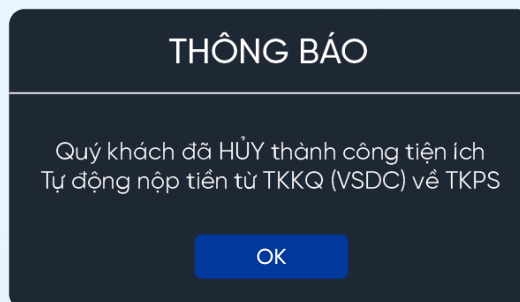 THÔNG BÁO
Quý khách đã HỦY thành công tiện ích
Tự động nộp tiền từ TKKQ (VSDC) về TKPS
OK